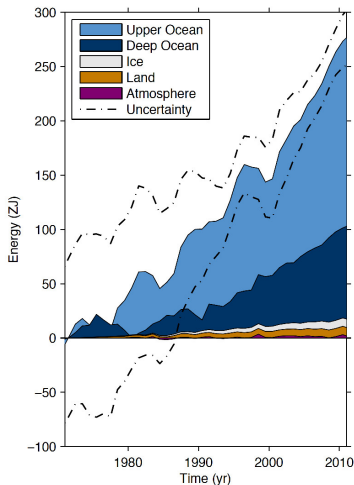 300
250
200
150
100
50
0
−50
−100
Energy (ZJ)
Upper Ocean
Deep Ocean
Ice
Land
Atmosphere
Uncertainty
1980 1990 2000 2010
Time (yr)